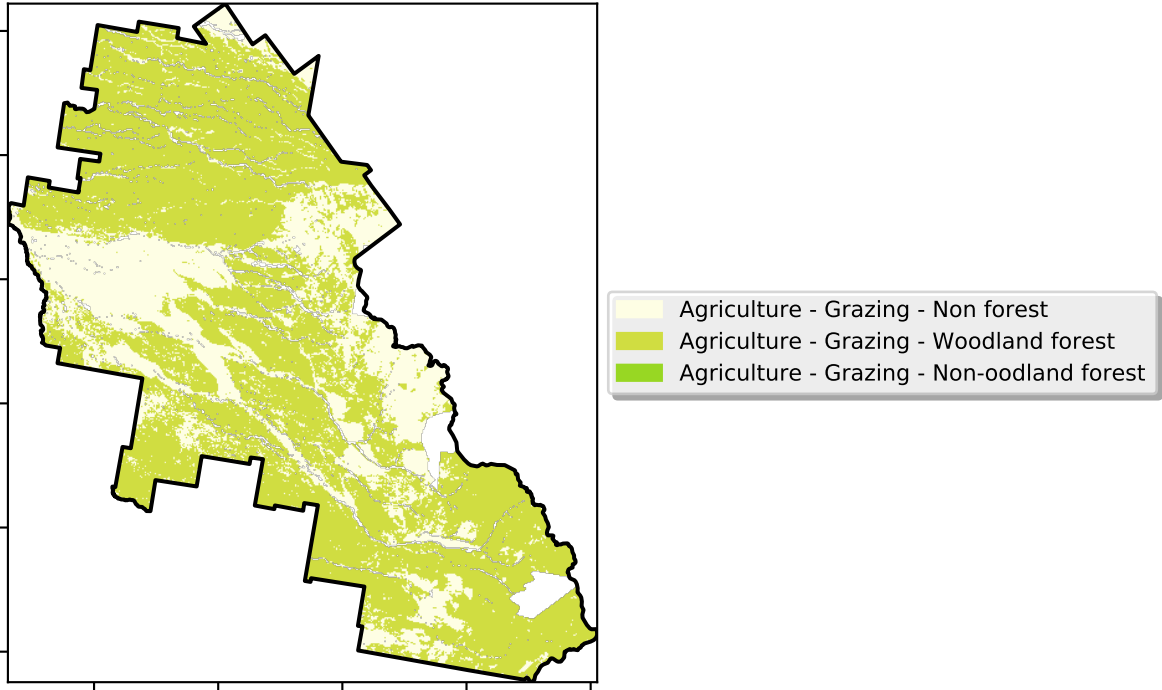 Agriculture - Grazing - Non forest
Agriculture - Grazing - Woodland forest
Agriculture - Grazing - Non-oodland forest